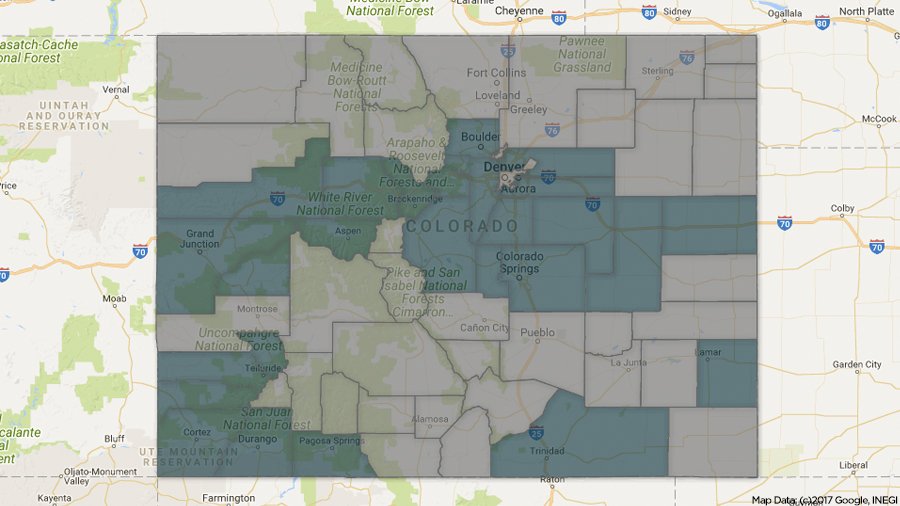 Medicine Bow
National Forest
Laramie
Cheyenne
80
Sidney
80
Ogallala
80
North Platte
Wasatch-Cache
National Forest
Vernal
UINTAH
AND OURAY
RESERVATION
Medicine
Bow-Routt
National
Forests
25
Pawnee
National
Grassland
76
Sterling
Fort Collins
Loveland
Greeley
76
McCook
Price
Arapaho &
Roosevelt
National
Forests and...
Boulder
Denver
Aurora
70
70
White River
National Forest
Breckenridge
70
Colby
70
70
70
Grand
Junction
Aspen
COLORADO
Colorado
Springs
Moab
Pike and San
Isabel National
Forests
Cimarron...
Montrose
Cañon City
Pueblo
Uncompahgre
National Forest
La Junta
Lamar
Garden City
Telluride
San Juan
National Forest
Alamosa
25
Bluff
Cortez
Durango
Pagosa Springs
Trinidad
UTE MOUNTAIN
RESERVATION
Oljato-Monument
Valley
Kayenta
Farmington
Raton
Liberal
Map Data: (c)2017 Google, INEGI